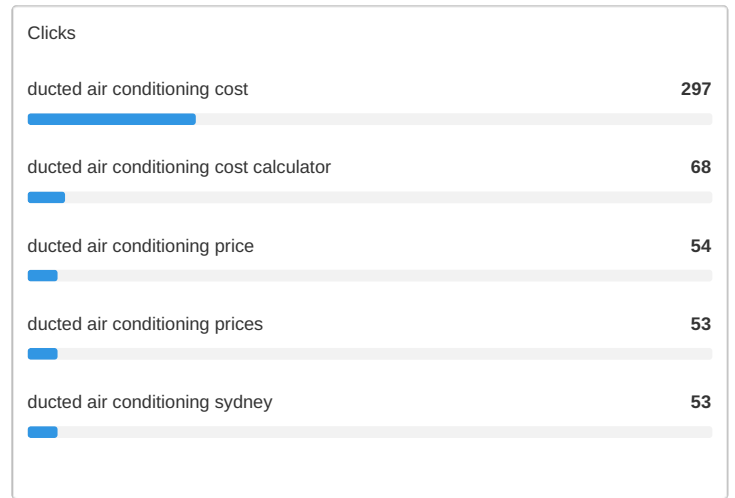 Clicks
ducted air conditioning cost 297
ducted air conditioning cost calculator 68
ducted air conditioning price 54
ducted air conditioning prices 53
ducted air conditioning sydney 53